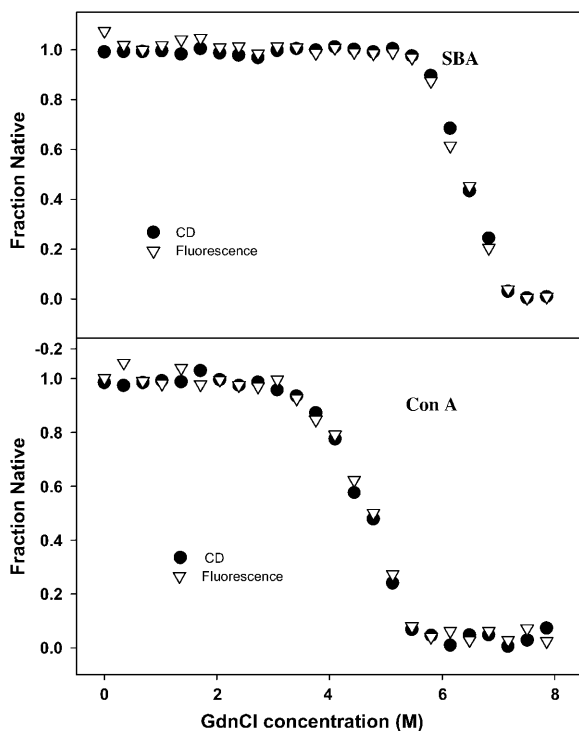 SBA
Fraction Native
1.0
0.8
0.6
0.4
0.2
0.0
-0.2
CD
Fluorescence
Con A
Fraction Native
1.0
0.8
0.6
0.4
0.2
0.0
CD
Fluorescence
0 2 4 6 8
GdnCl concentration (M)